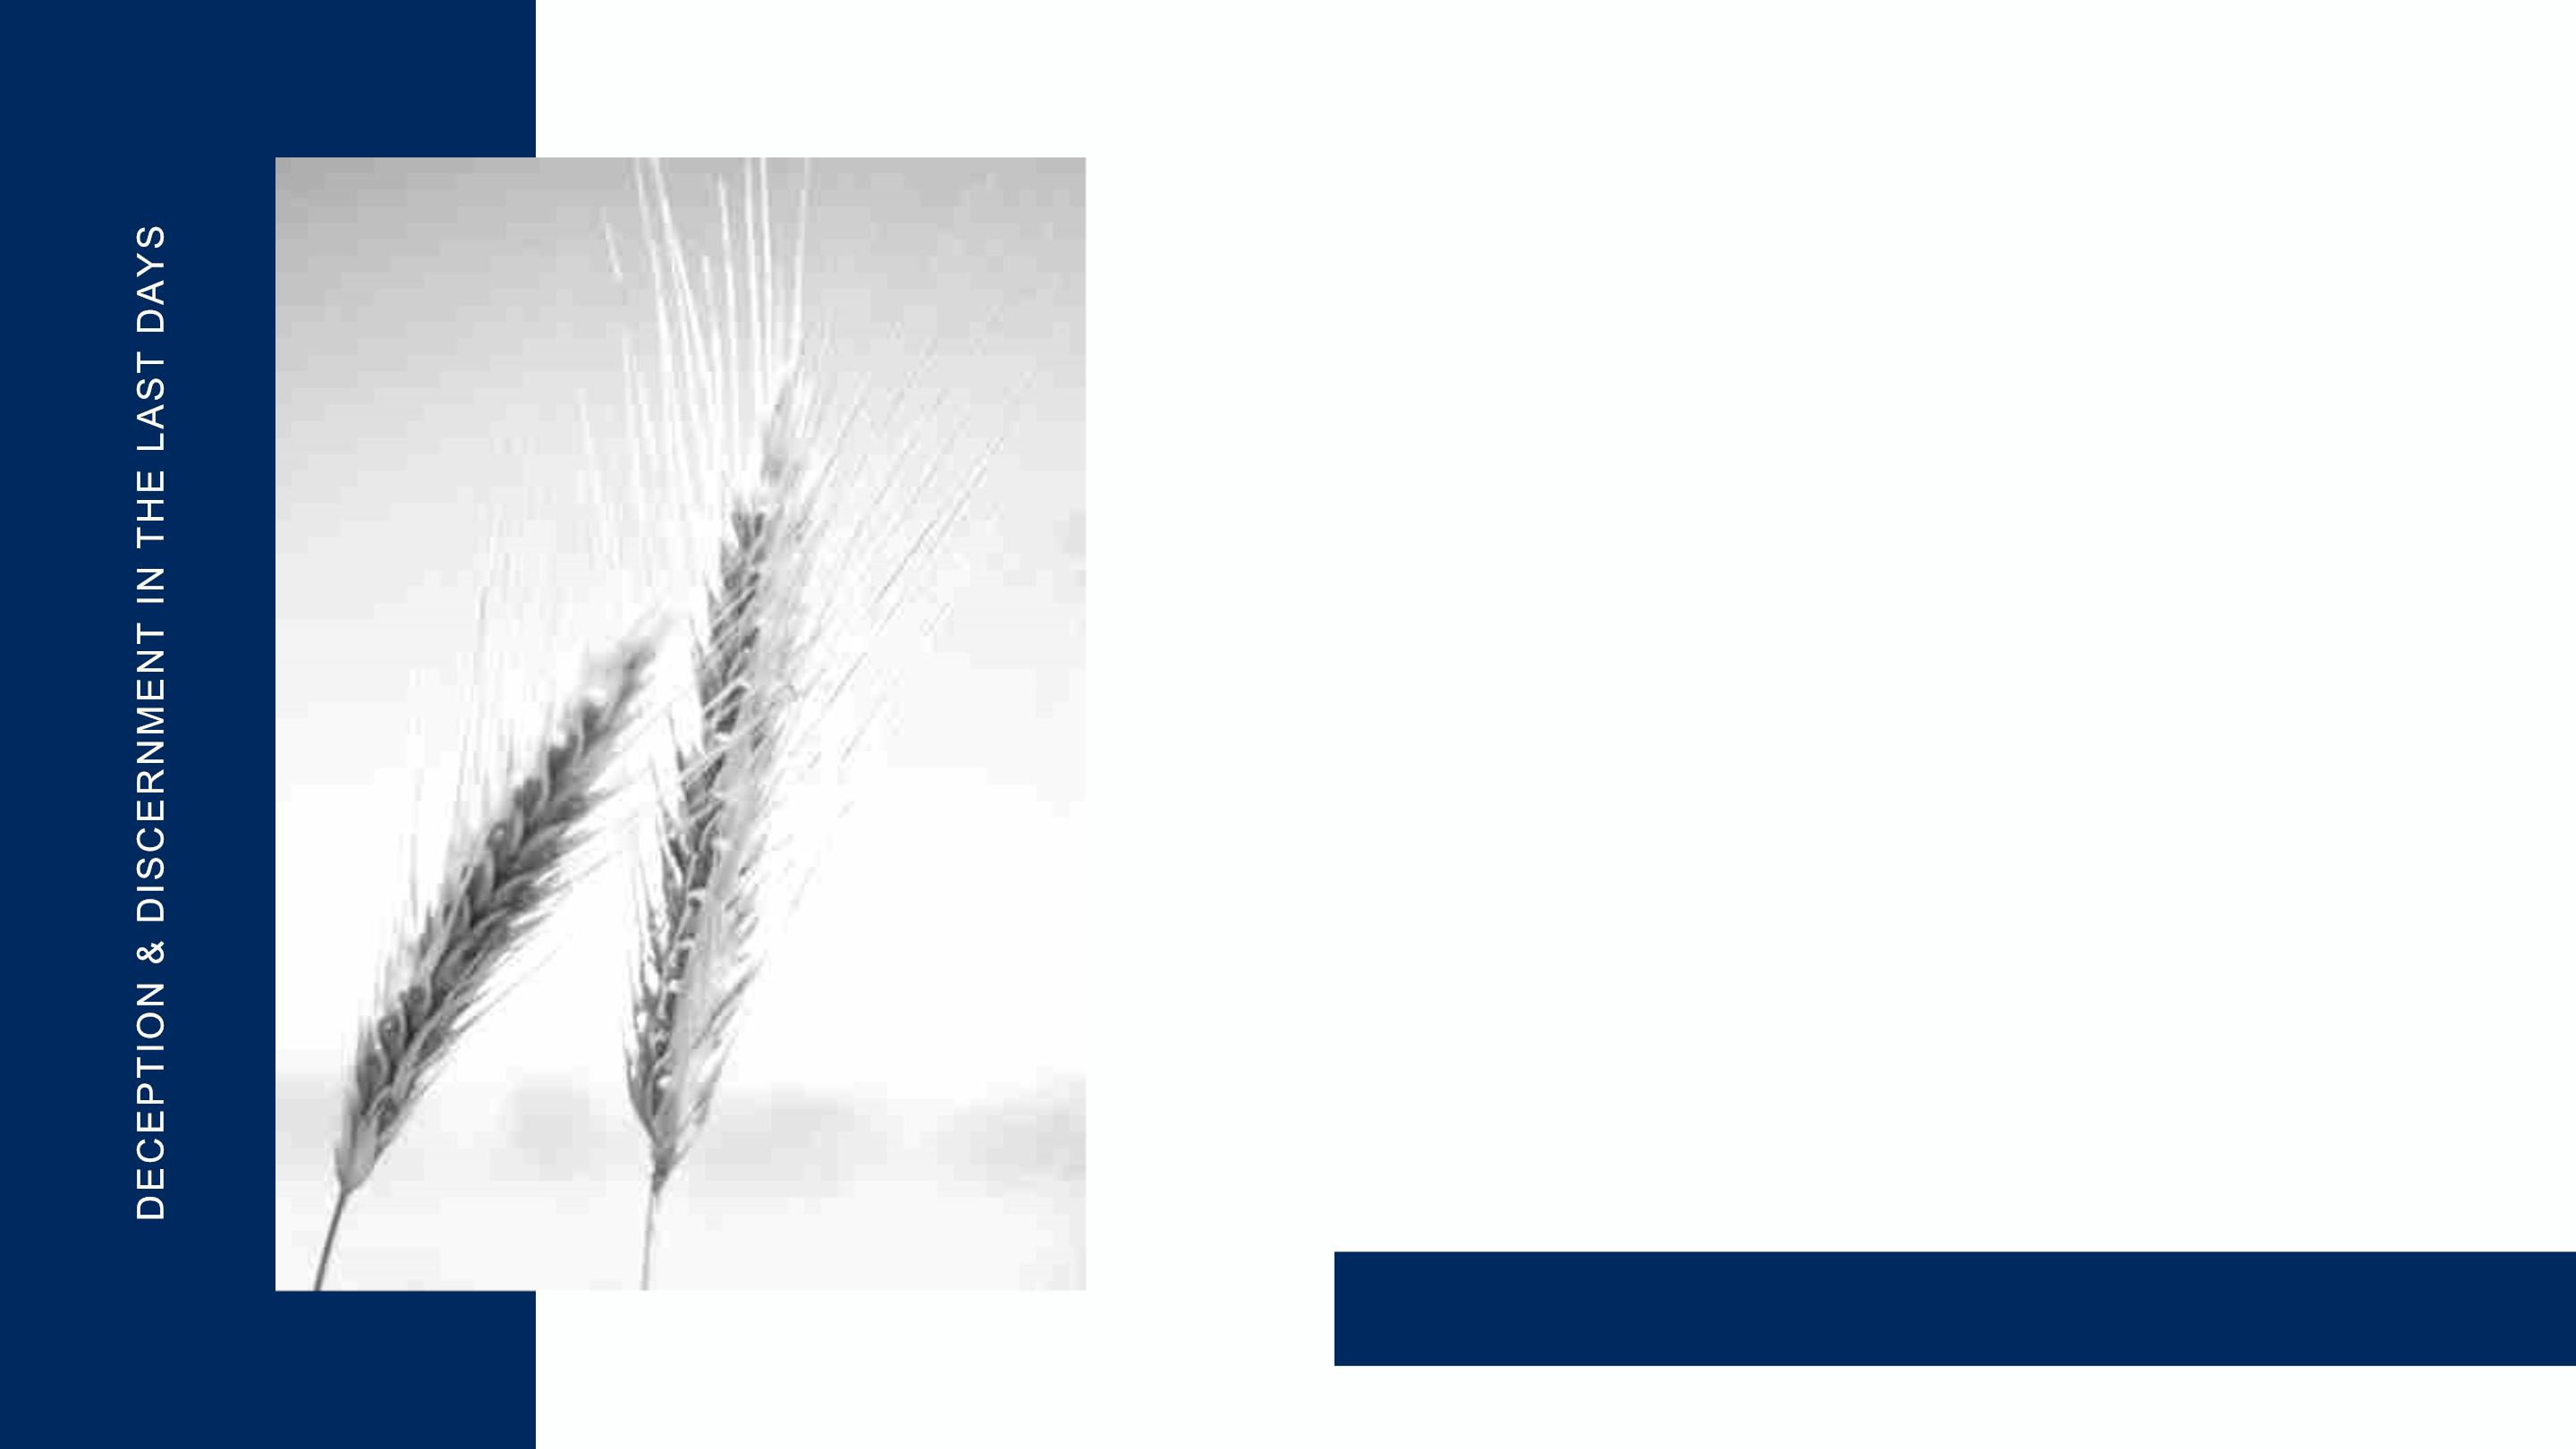 DECEPTION & DISCERNMENT IN THE LAST DAYS